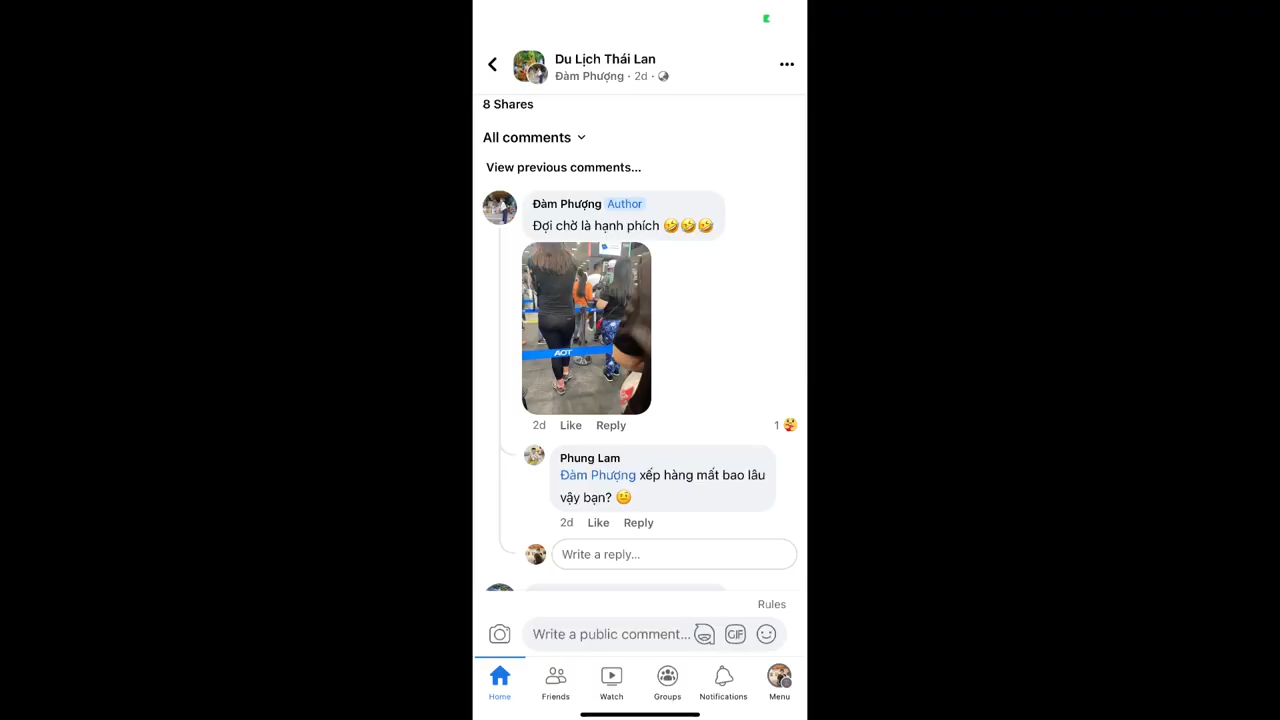 Du Lịch Thái Lan
Đàm Phượng · 2d ·
8 Shares
All comments
View previous comments...
Đàm Phượng Author
Đợi chờ là hạnh phích 🤣🤣🤣
AOT
2d Like Reply 1
Phung Lam
Đàm Phượng xếp hàng mất bao lâu
vậy bạn? 🤨
2d Like Reply
Write a reply...
Rules
Write a public comment...
GIF
Home Friends Watch Groups Notifications Menu